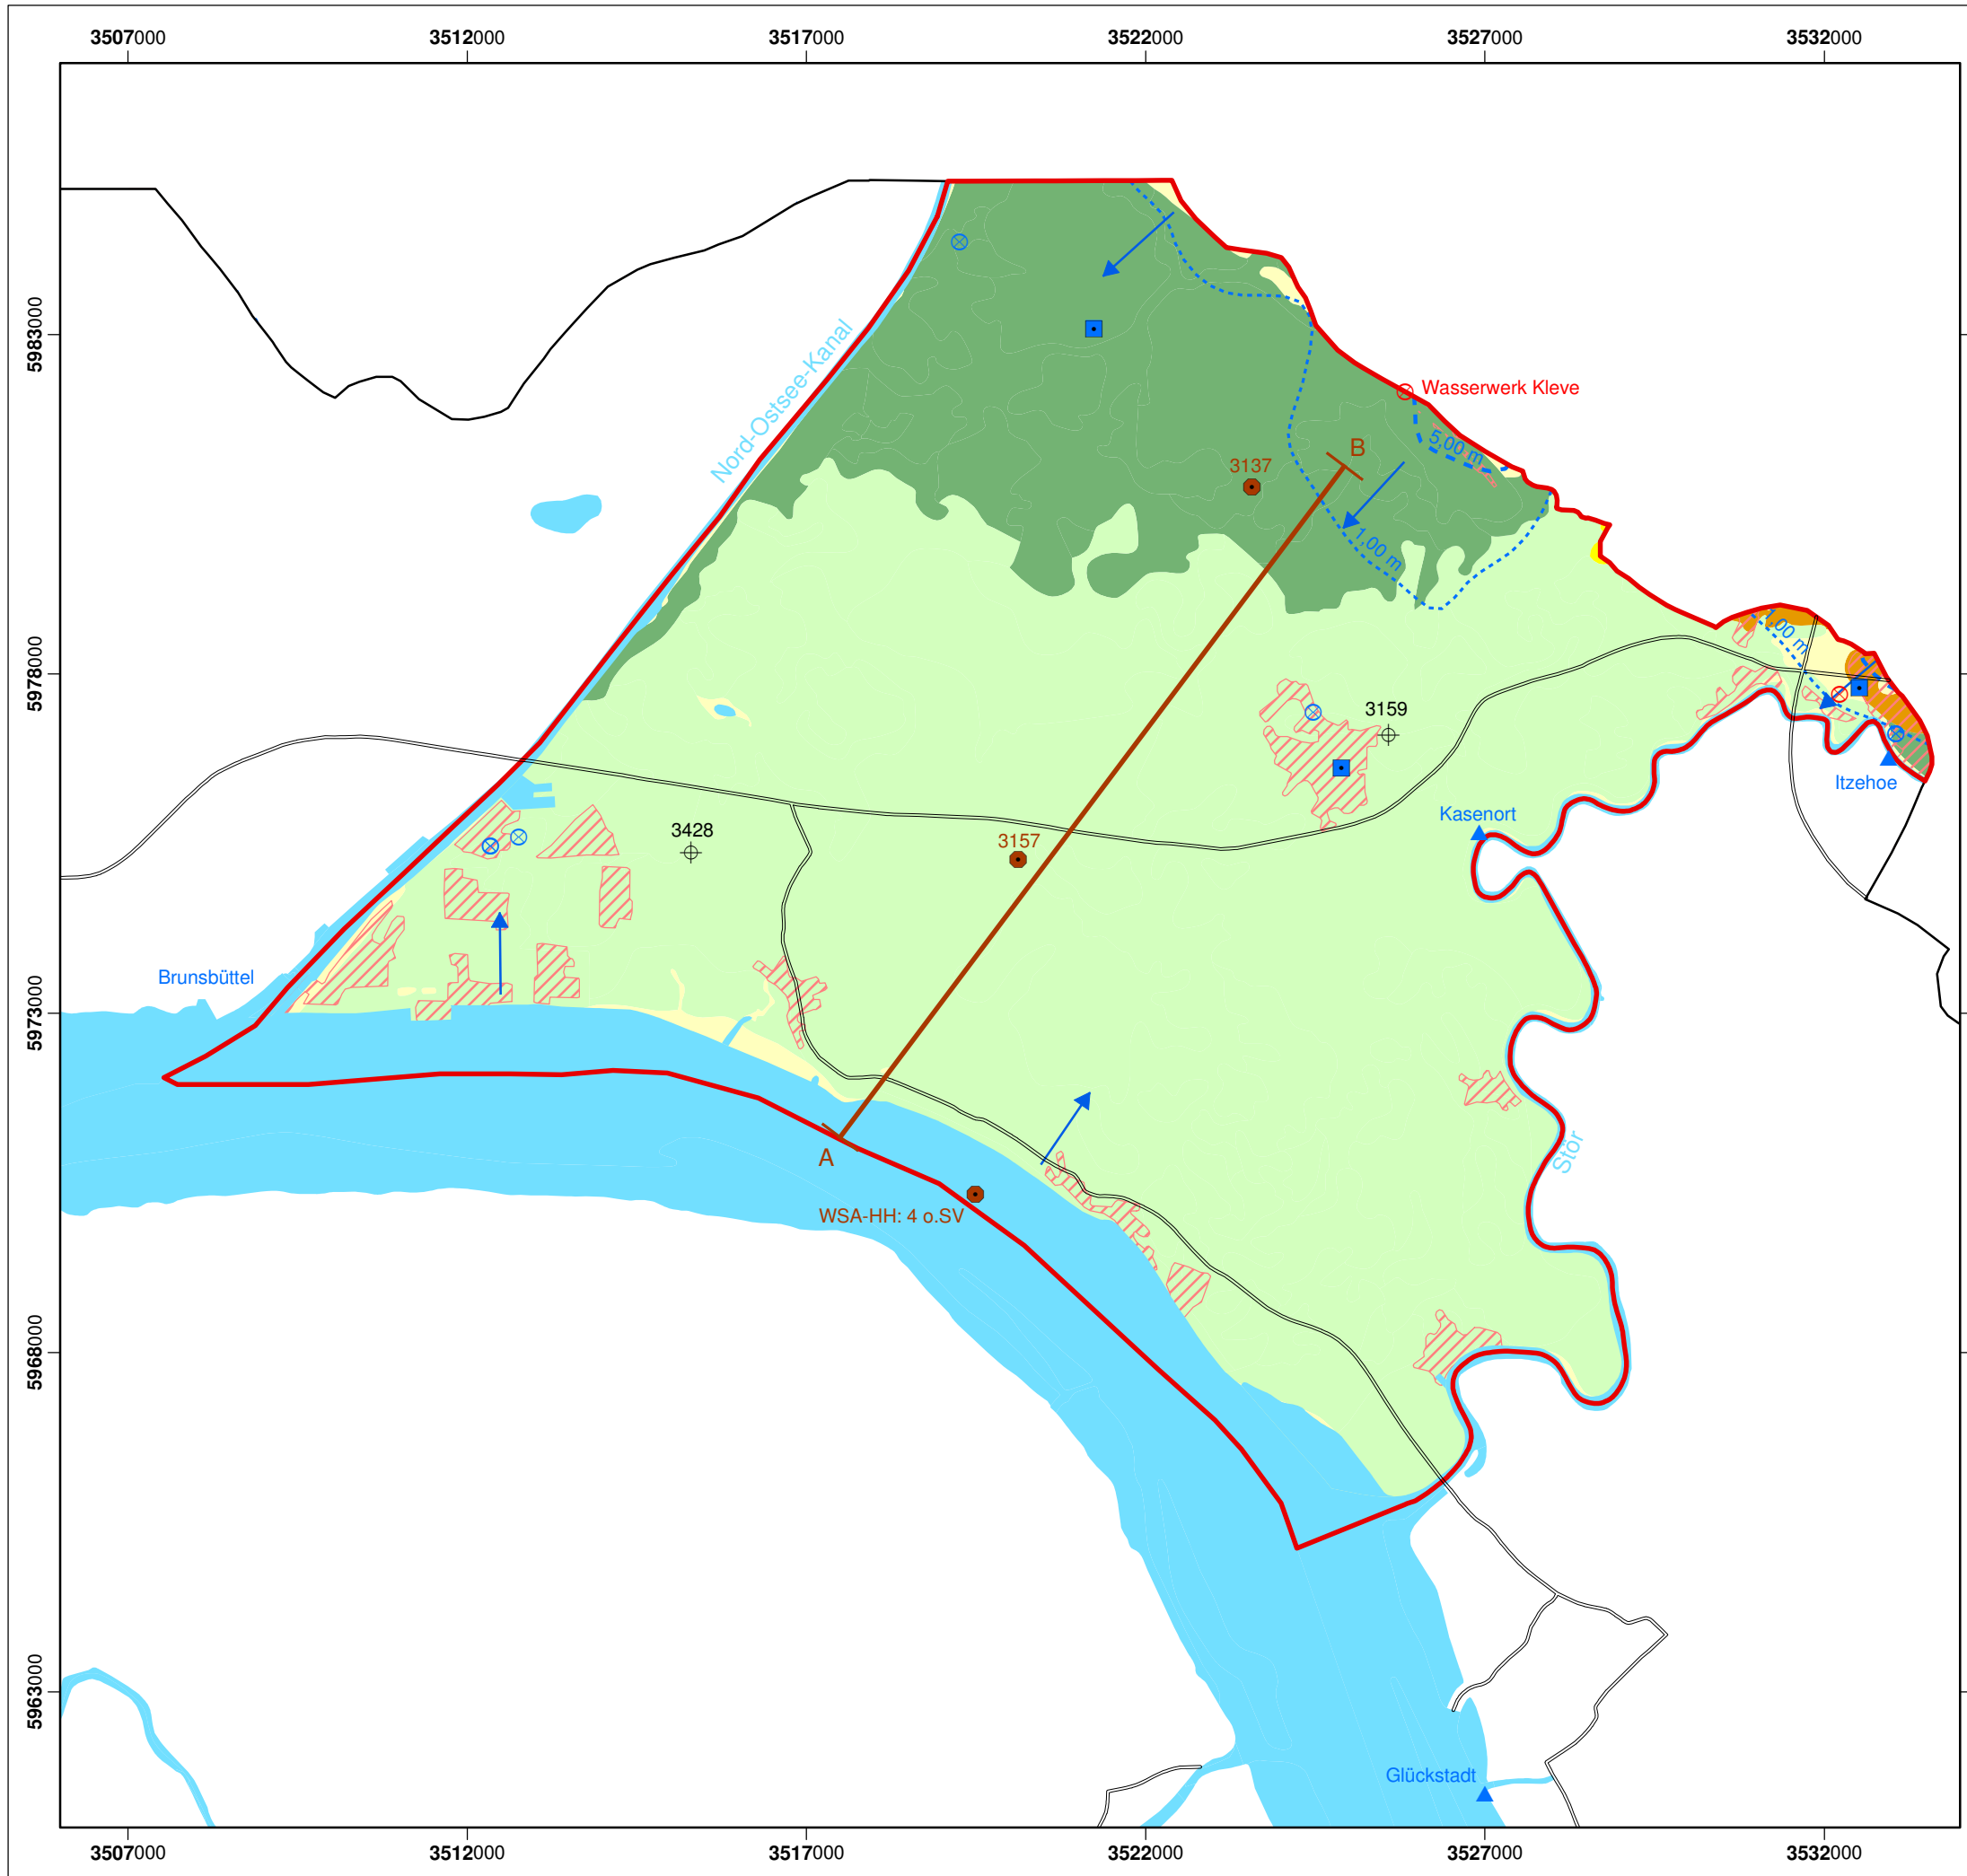 3507000 3512000 3517000 3522000 3527000 3532000
5983000
Nord-Ostsee-Kanal
Wasserwerk Kleve
5,00 m
B
3137
1,00 m
1,00 m
5978000
3159
Itzehoe
Kasenort
3428
3157
Brunsbüttel
5973000
Stör
A
WSA-HH: 4 o.SV
5968000
5963000
Glückstadt
3507000 3512000 3517000 3522000 3527000 3532000